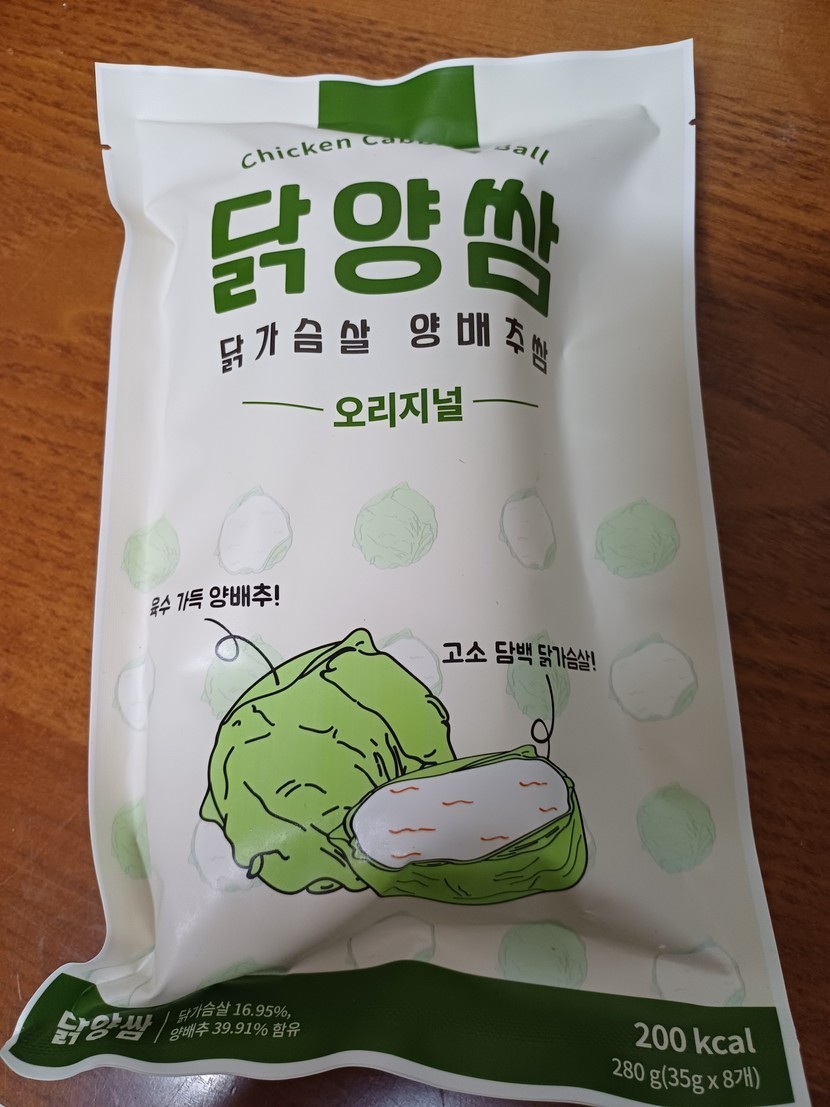 Chicken Cabbage Ball
닭양쌈
닭가슴살 양배추쌈
오리지널
육수 가득 양배추!
고소 담백 닭가슴살!
닭양쌈
닭가슴살 16.95%,
양배추 39.91% 함유
200 kcal
280 g(35g x 8개)